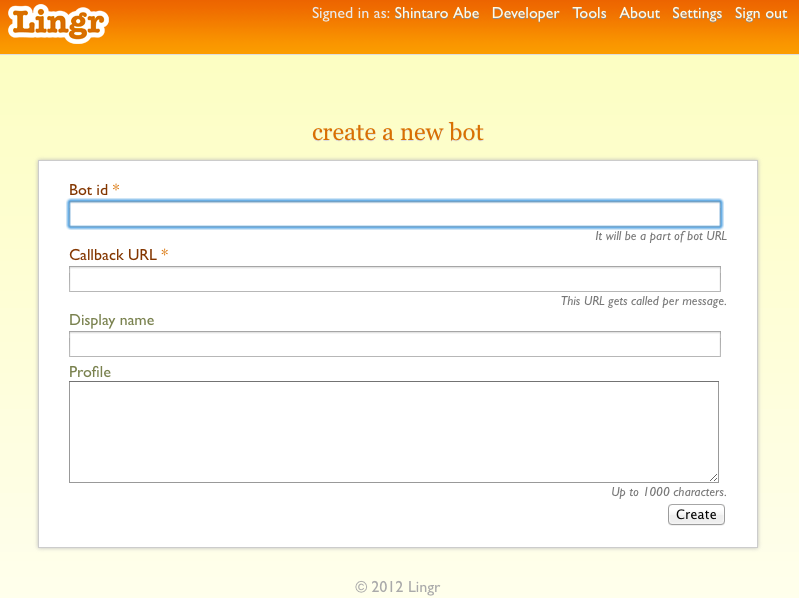 Lingr
Signed in as: Shintaro Abe Developer Tools About Settings Sign out
create a new bot
Bot id *
It will be a part of bot URL
Callback URL *
This URL gets called per message.
Display name
Profile
Up to 1000 characters.
Create
© 2012 Lingr